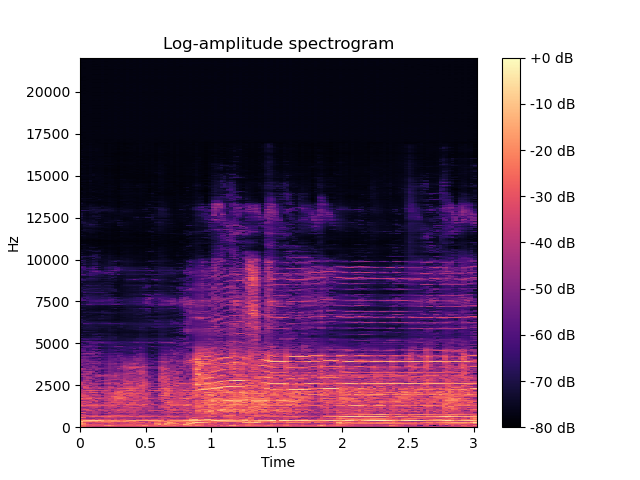 Log-amplitude spectrogram
Hz
20000
17500
15000
12500
10000
7500
5000
2500
0
0 0.5 1 1.5 2 2.5 3
Time
+0 dB
-10 dB
-20 dB
-30 dB
-40 dB
-50 dB
-60 dB
-70 dB
-80 dB